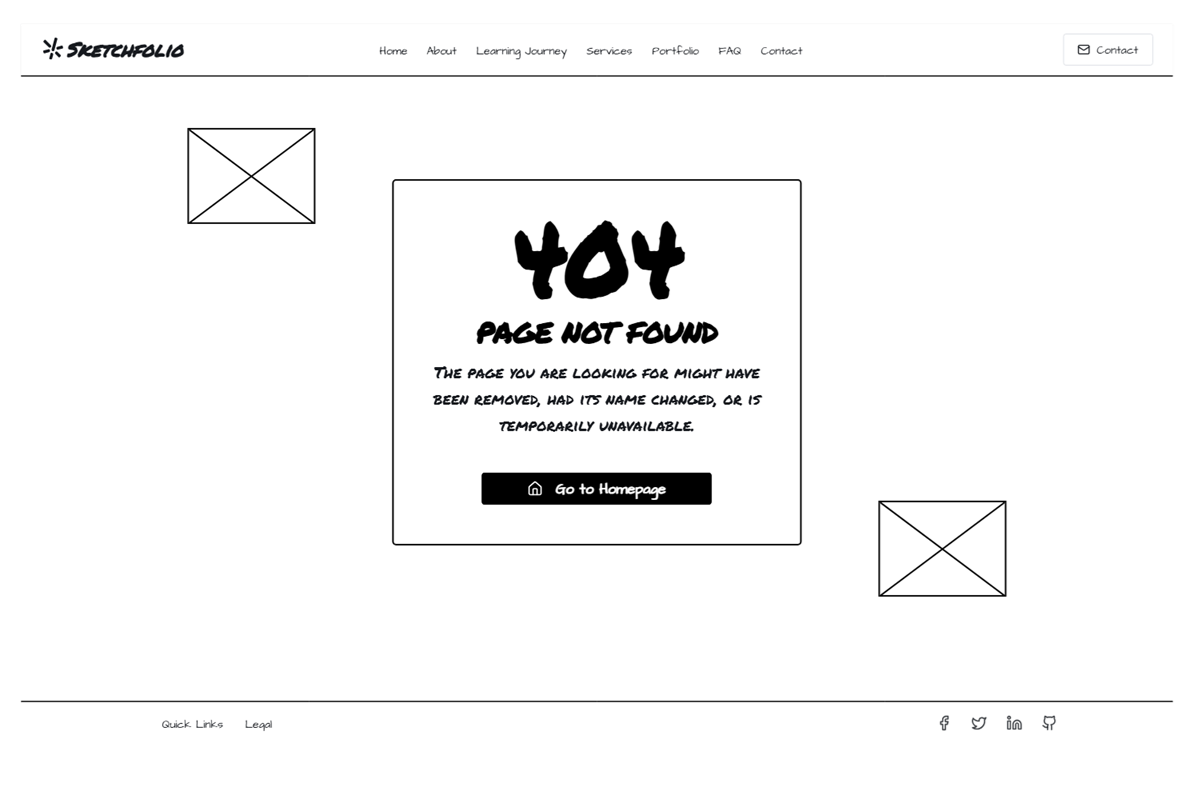 Sketchfolio
Home About Learning Journey Services Portfolio FAQ Contact
Contact
404
PAGE NOT FOUND
The page you are looking for might have
been removed, had its name changed, or is
temporarily unavailable.
Go to Homepage
Quick Links Legal